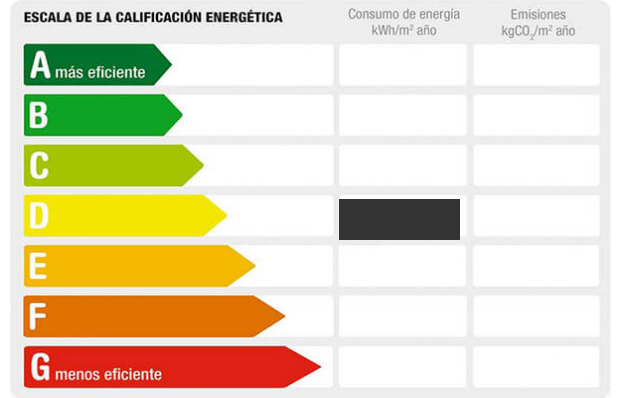 ESCALA DE LA CALIFICACIÓN ENERGÉTICA
Consumo de energía
kWh/m² año
Emisiones
kgCO₂/m² año
A más eficiente
B
C
D
E
F
G menos eficiente